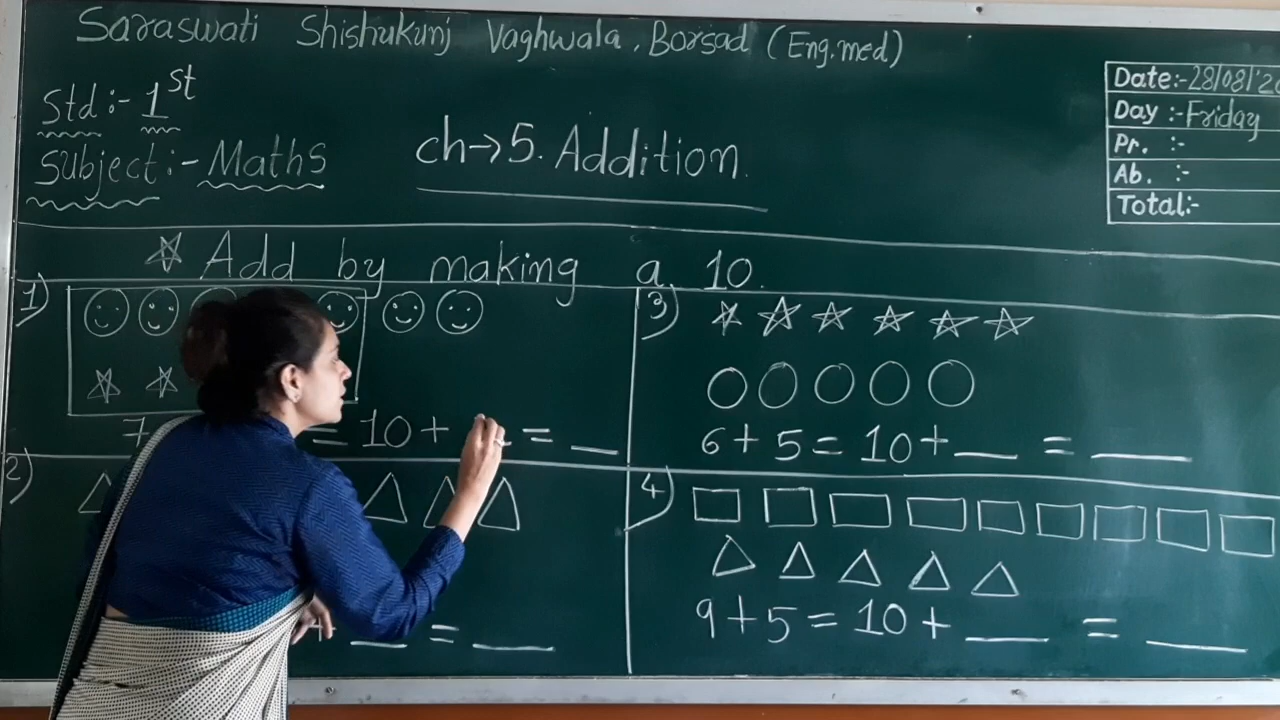 Saraswati Shishukunj Vaghwala, Borsad (Eng.med)
Std:- 1st
Subject:- Maths
ch→5. Addition.
Date:-28/08/'20
Day :-Friday
Pr. :-
Ab. :-
Total:-
☆ Add by making a 10.
1)
7 = 10 + = __
2)
__ = __
3)
6 + 5 = 10 + __ = __
4)
9 + 5 = 10 + __ = __